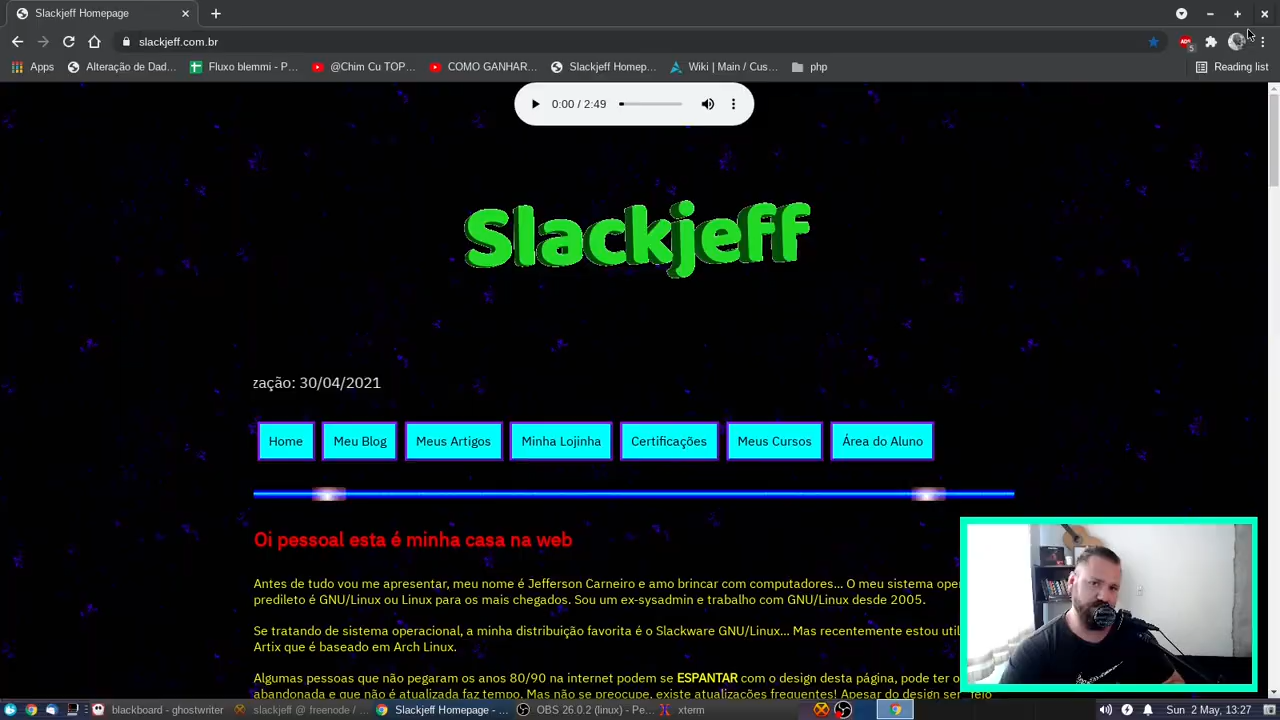 Slackjeff Homepage
slackjeff.com.br
Apps
Alteração de Dad...
Fluxo blemmi - P...
@Chim Cu TOP...
COMO GANHAR...
Slackjeff Homep...
Wiki | Main / Cus...
php
Reading list
0:00 / 2:49
Slackjeff
zação: 30/04/2021
Home
Meu Blog
Meus Artigos
Minha Lojinha
Certificações
Meus Cursos
Área do Aluno
Oi pessoal esta é minha casa na web
Antes de tudo vou me apresentar, meu nome é Jefferson Carneiro e amo brincar com computadores... O meu sistema oper
predileto é GNU/Linux ou Linux para os mais chegados. Sou um ex-sysadmin e trabalho com GNU/Linux desde 2005.
Se tratando de sistema operacional, a minha distribuição favorita é o Slackware GNU/Linux... Mas recentemente estou util
Artix que é baseado em Arch Linux.
Algumas pessoas que não pegaram os anos 80/90 na internet podem se ESPANTAR com o design desta página, pode ter o
abandonada e que não é atualizada faz tempo. Mas não se preocupe, existe atualizações frequentes! Apesar do design ser
blackboard - ghostwriter
slackjeff @ freenode / ...
Slackjeff Homepage - ...
OBS 26.0.2 (linux) - Pe...
xterm
Sun, 2 May, 13:27